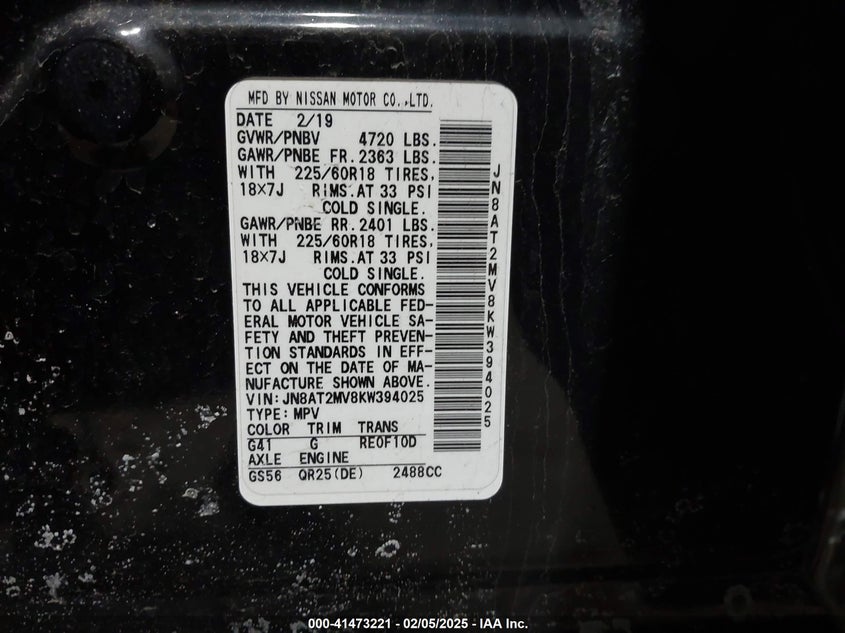 MFD BY NISSAN MOTOR CO.,LTD.
DATE 2/19
GVWR/PNBV 4720 LBS.
GAWR/PNBE FR. 2363 LBS.
WITH 225/60R18 TIRES,
18×7J RIMS.AT 33 PSI
COLD SINGLE.
GAWR/PNBE RR. 2401 LBS.
WITH 225/60R18 TIRES,
18×7J RIMS.AT 33 PSI
COLD SINGLE.
THIS VEHICLE CONFORMS
TO ALL APPLICABLE FED-
ERAL MOTOR VEHICLE SA-
FETY AND THEFT PREVEN-
TION STANDARDS IN EFF-
ECT ON THE DATE OF MA-
NUFACTURE SHOWN ABOVE.
VIN: JN8AT2MV8KW394025
TYPE: MPV
COLOR TRIM TRANS
G41 G RE0F10D
AXLE ENGINE
GS56 QR25(DE) 2488CC
JN8AT2MV8KW394025
000-41473221 - 02/05/2025 - IAA Inc.